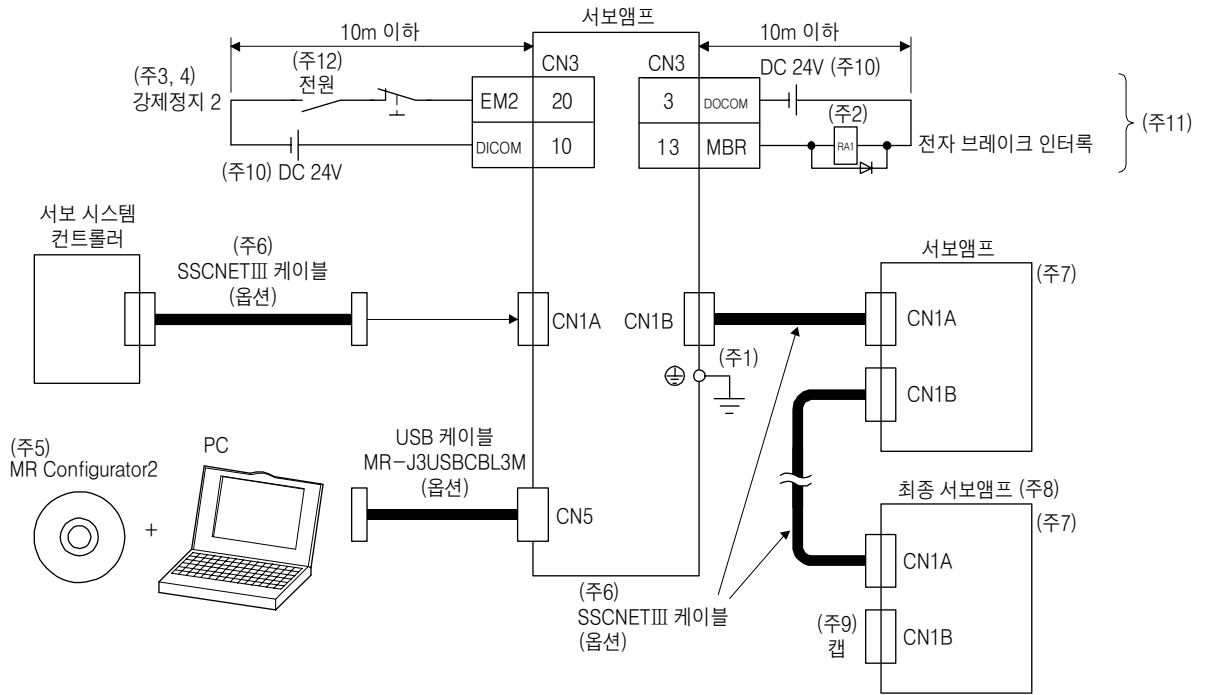 서보앰프
10m 이하
10m 이하
(주12)
전원
CN3
CN3
DC 24V (주10)
(주3, 4)
강제정지 2
EM2
20
3
DOCOM
(주2)
(주11)
DICOM
10
13
MBR
RA1
전자 브레이크 인터록
(주10) DC 24V
서보 시스템
컨트롤러
(주6)
SSCNETⅢ 케이블
(옵션)
서보앰프
(주7)
CN1A
CN1B
CN1A
(주1)
CN1B
(주5)
MR Configurator2
PC
USB 케이블
MR-J3USBCBL3M
(옵션)
CN5
+
최종 서보앰프 (주8)
(주7)
CN1A
(주6)
SSCNETⅢ 케이블
(옵션)
(주9)
캡
CN1B